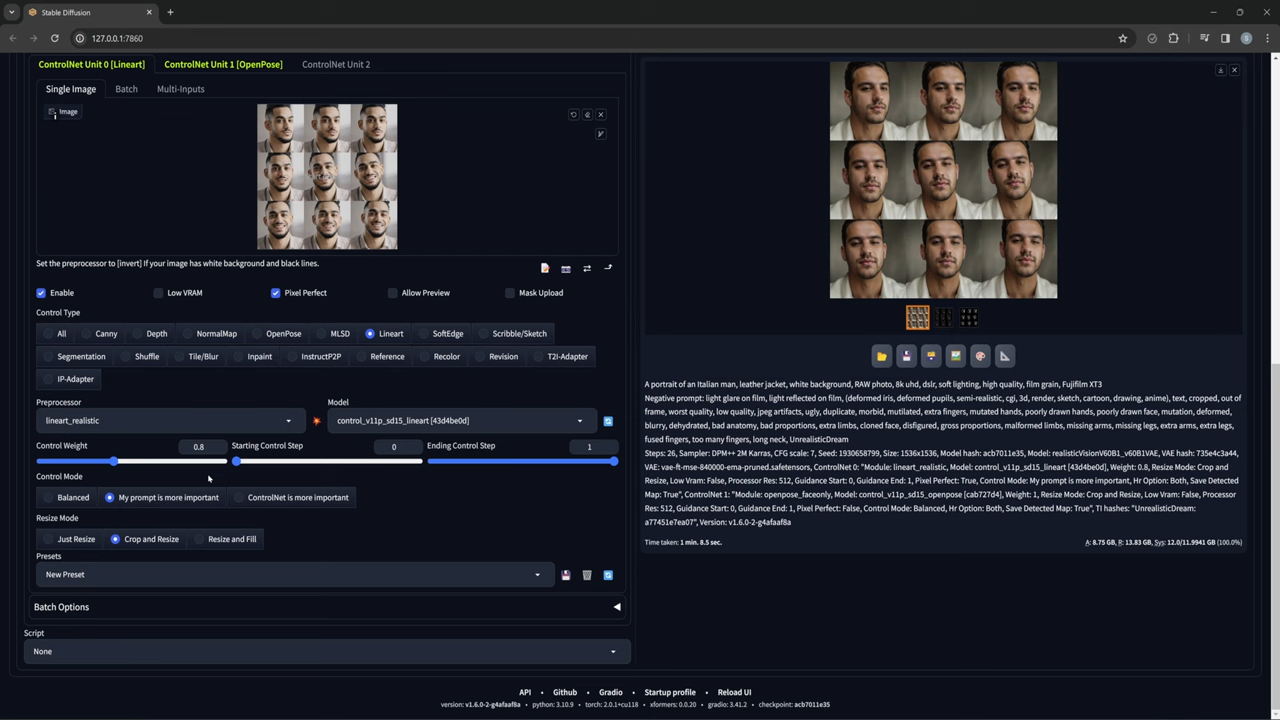 Stable Diffusion
127.0.0.1:7860
S
ControlNet Unit 0 [Lineart]
ControlNet Unit 1 [OpenPose]
ControlNet Unit 2
Single Image
Batch
Multi-Inputs
Image
Set the preprocessor to [invert] If your image has white background and black lines.
Enable
Low VRAM
Pixel Perfect
Allow Preview
Mask Upload
Control Type
All
Canny
Depth
NormalMap
OpenPose
MLSD
Lineart
SoftEdge
Scribble/Sketch
Segmentation
Shuffle
Tile/Blur
Inpaint
InstructP2P
Reference
Recolor
Revision
T2I-Adapter
IP-Adapter
Preprocessor
Model
lineart_realistic
control_v11p_sd15_lineart [43d4be0d]
Control Weight
0.8
Starting Control Step
0
Ending Control Step
1
Control Mode
Balanced
My prompt is more important
ControlNet is more important
Resize Mode
Just Resize
Crop and Resize
Resize and Fill
Presets
New Preset
Batch Options
Script
None
A portrait of an Italian man, leather jacket, white background, RAW photo, 8k uhd, dslr, soft lighting, high quality, film grain, Fujifilm XT3
Negative prompt: light glare on film, light reflected on film, (deformed iris, deformed pupils, semi-realistic, cgi, 3d, render, sketch, cartoon, drawing, anime), text, cropped, out of
frame, worst quality, low quality, jpeg artifacts, ugly, duplicate, morbid, mutilated, extra fingers, mutated hands, poorly drawn hands, poorly drawn face, mutation, deformed,
blurry, dehydrated, bad anatomy, bad proportions, extra limbs, cloned face, disfigured, gross proportions, malformed limbs, missing arms, missing legs, extra arms, extra legs,
fused fingers, too many fingers, long neck, UnrealisticDream
Steps: 26, Sampler: DPM++ 2M Karras, CFG scale: 7, Seed: 1930658799, Size: 1536x1536, Model hash: acb7011e35, Model: realisticVisionV60B1_v60B1VAE, VAE hash: 735e4c3a44,
VAE: vae-ft-mse-840000-ema-pruned.safetensors, ControlNet 0: "Module: lineart_realistic, Model: control_v11p_sd15_lineart [43d4be0d], Weight: 0.8, Resize Mode: Crop and
Resize, Low Vram: False, Processor Res: 512, Guidance Start: 0, Guidance End: 1, Pixel Perfect: True, Control Mode: My prompt is more important, Hr Option: Both, Save Detected
Map: True", ControlNet 1: "Module: openpose_faceonly, Model: control_v11p_sd15_openpose [cab727d4], Weight: 1, Resize Mode: Crop and Resize, Low Vram: False, Processor
Res: 512, Guidance Start: 0, Guidance End: 1, Pixel Perfect: False, Control Mode: Balanced, Hr Option: Both, Save Detected Map: True", TI hashes: "UnrealisticDream:
a77451e7ea07", Version: v1.6.0-2-g4afaaf8a
Time taken: 1 min. 8.5 sec.
A: 8.75 GB, R: 13.83 GB, Sys: 12.0/11.9941 GB (100.0%)
API • Github • Gradio • Startup profile • Reload UI
version: v1.6.0-2-g4afaaf8a • python: 3.10.9 • torch: 2.0.1+cu118 • xformers: 0.0.20 • gradio: 3.41.2 • checkpoint: acb7011e35